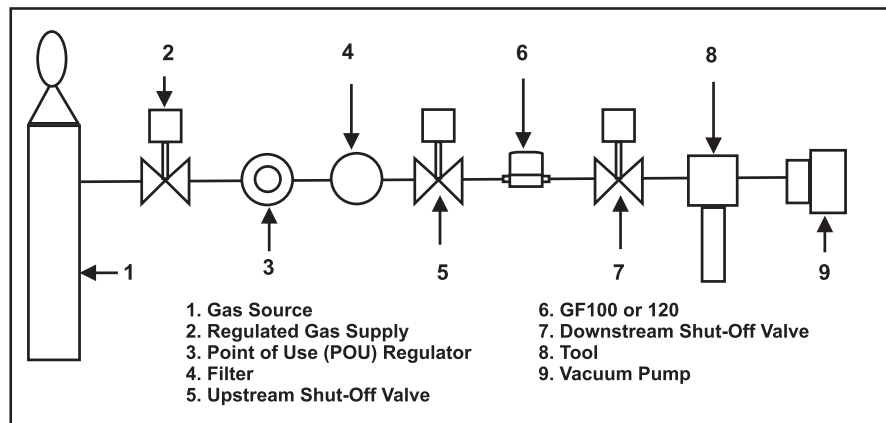 2
4
6
8
1
3
5
7
9
1. Gas Source
2. Regulated Gas Supply
3. Point of Use (POU) Regulator
4. Filter
5. Upstream Shut-Off Valve
6. GF100 or 120
7. Downstream Shut-Off Valve
8. Tool
9. Vacuum Pump